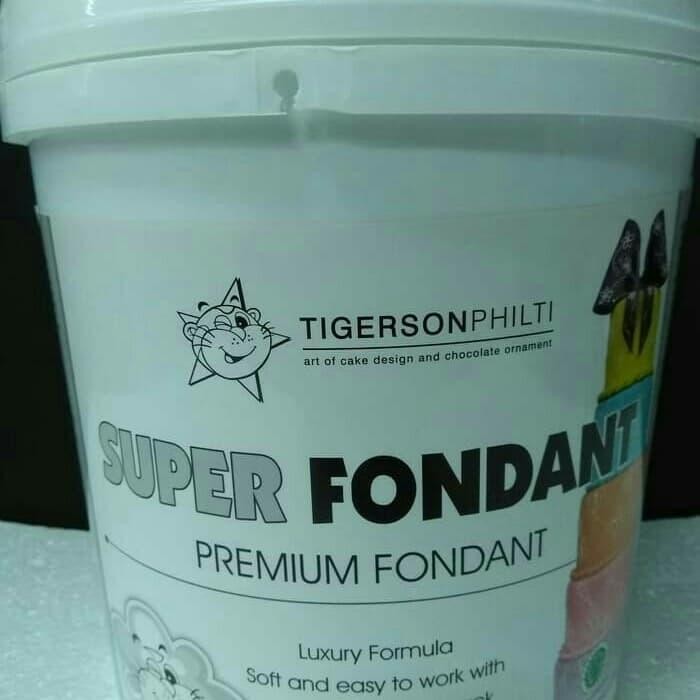 TIGERSONPHILTI
art of cake design and chocolate ornament
SUPER FONDANT
PREMIUM FONDANT
Luxury Formula
Soft and easy to work with